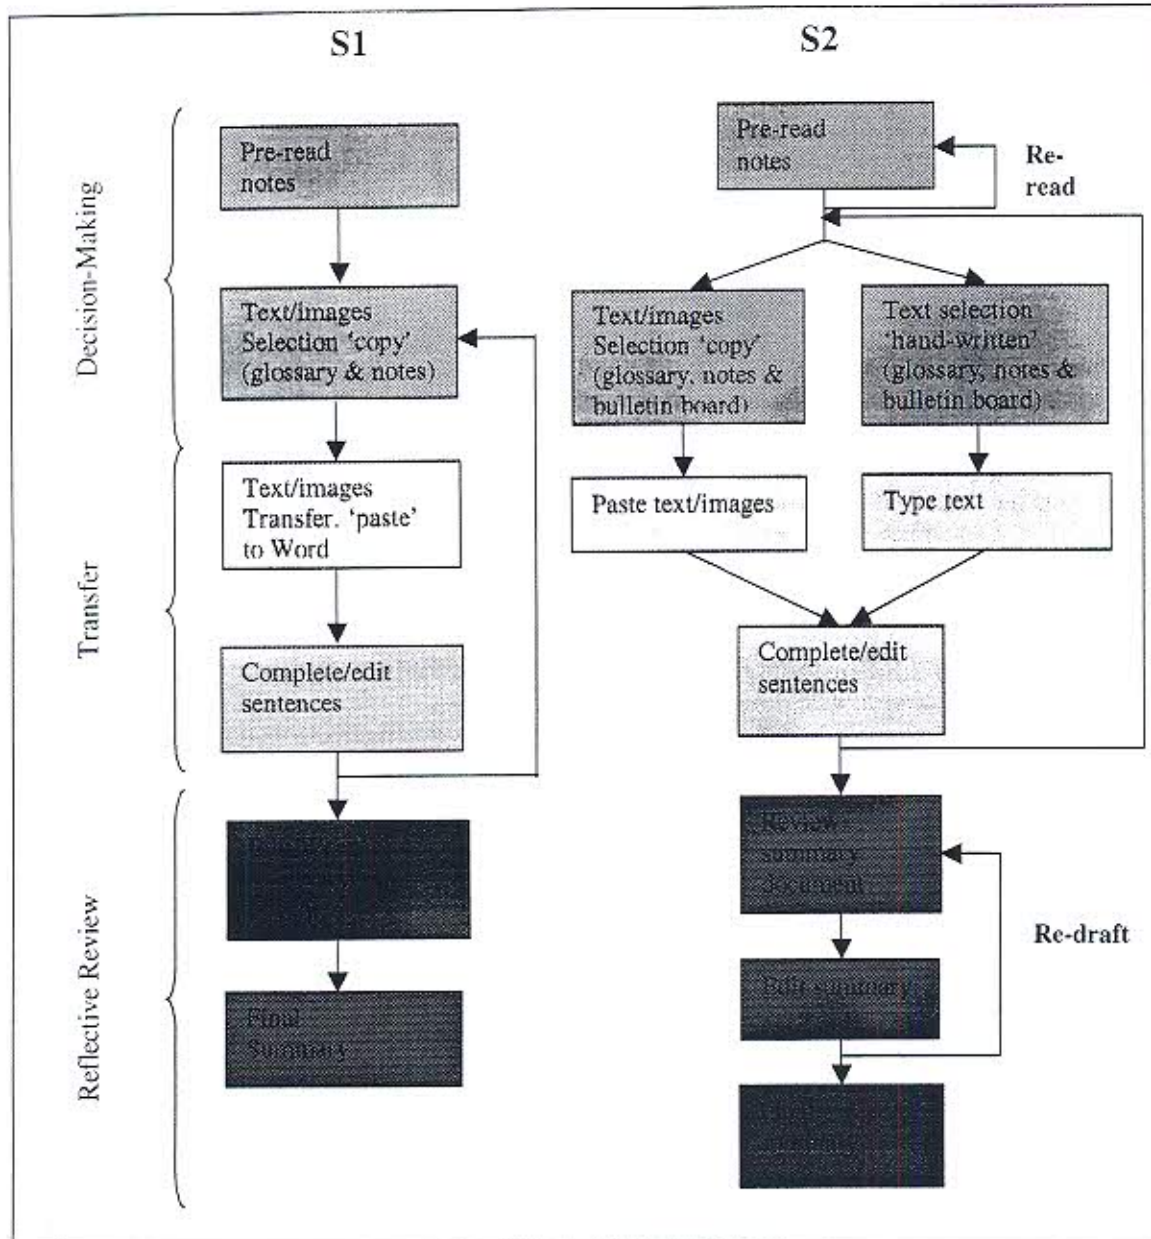 S1
S2
Decision-Making
Transfer
Reflective Review
Pre-read
notes
Text/images
Selection ‘copy’
(glossary & notes)
Text/images
Transfer. ‘paste’
to Word
Complete/edit
sentences
Final
Summary
Pre-read
notes
Re-
read
Text/images
Selection ‘copy’
(glossary, notes &
bulletin board)
Text selection
‘hand-written’
(glossary, notes &
bulletin board)
Paste text/images
Type text
Complete/edit
sentences
Review
summary
document
Re-draft
Edit summary